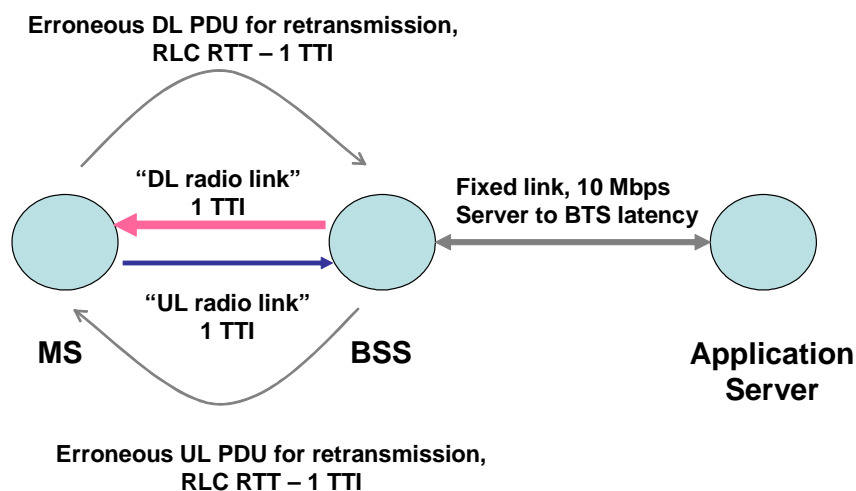 Erroneous DL PDU for retransmission,
RLC RTT – 1 TTI
“DL radio link”
1 TTI
Fixed link, 10 Mbps
Server to BTS latency
“UL radio link”
1 TTI
MS
BSS
Application
Server
Erroneous UL PDU for retransmission,
RLC RTT – 1 TTI